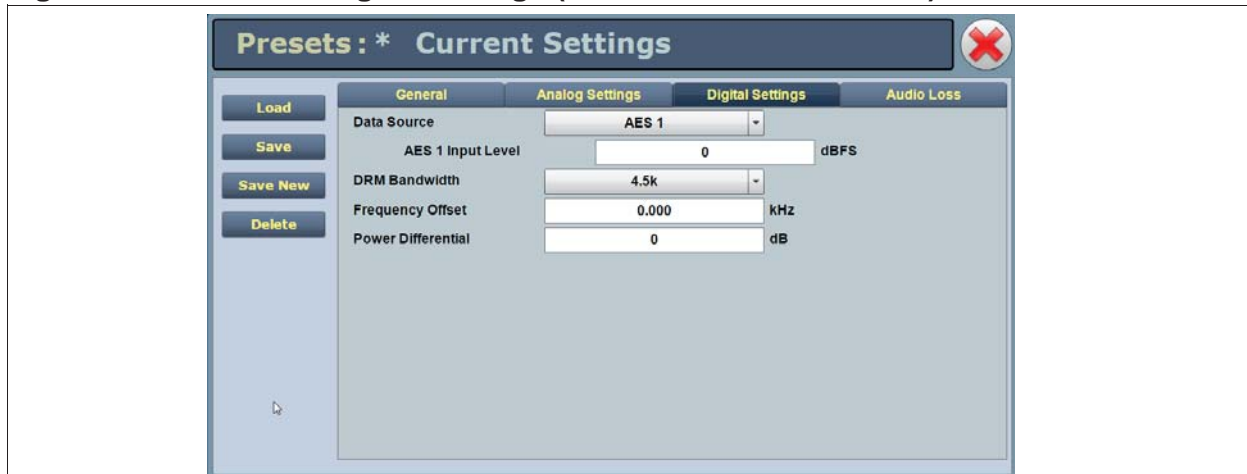 Presets:* Current Settings
General Analog Settings Digital Settings Audio Loss
Load
Save
Save New
Delete
Data Source AES 1
AES 1 Input Level 0 dBFS
DRM Bandwidth 4.5k
Frequency Offset 0.000 kHz
Power Differential 0 dB